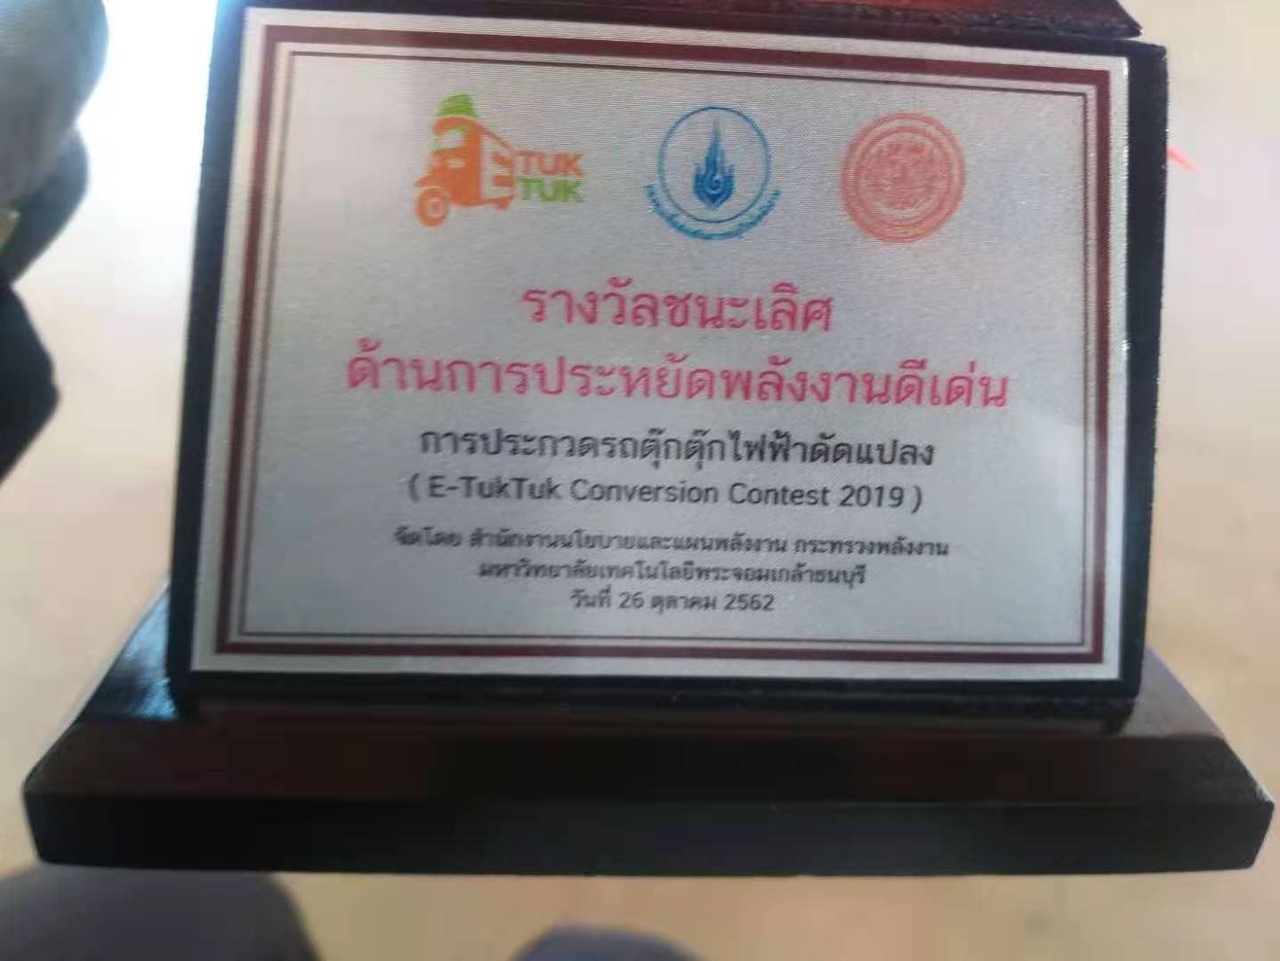 E TUK
TUK
รางวัลชนะเลิศ
ด้านการประหยัดพลังงานดีเด่น
การประกวดรถตุ๊กตุ๊กไฟฟ้าดัดแปลง
( E-TukTuk Conversion Contest 2019 )
จัดโดย สำนักงานนโยบายและแผนพลังงาน กระทรวงพลังงาน
มหาวิทยาลัยเทคโนโลยีพระจอมเกล้าธนบุรี
วันที่ 26 ตุลาคม 2562